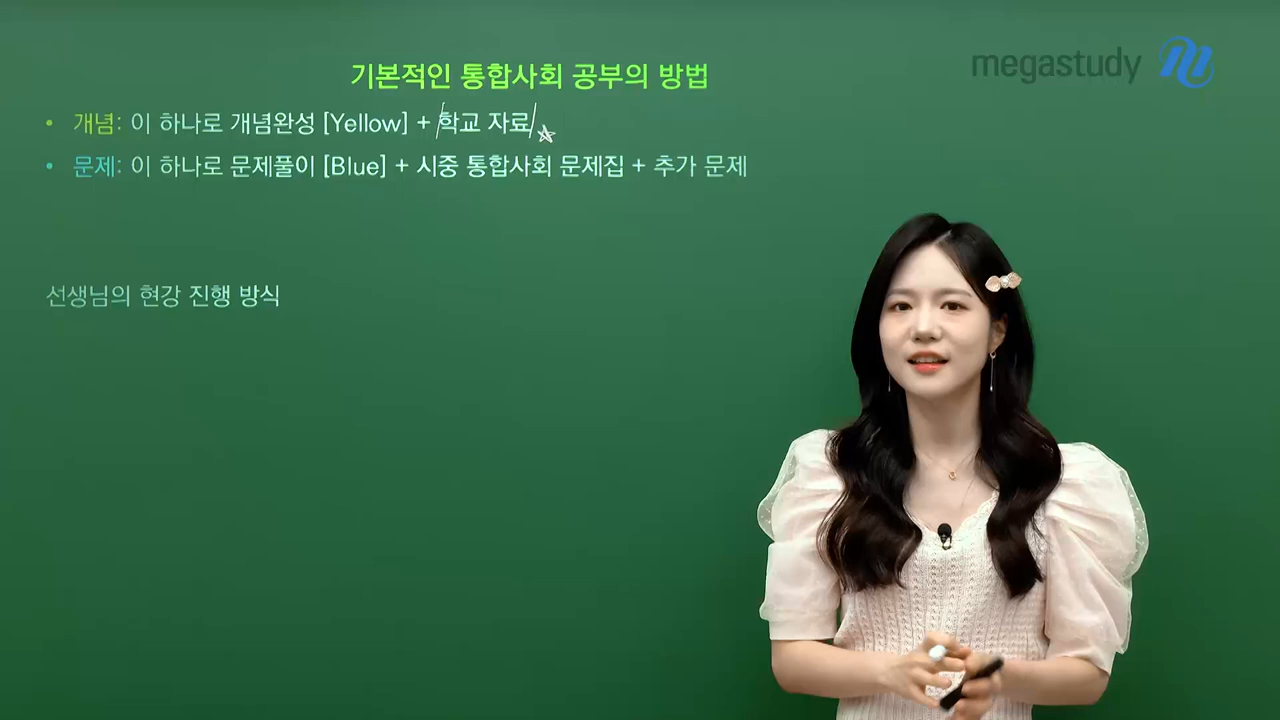 megastudy
기본적인 통합사회 공부의 방법
• 개념: 이 하나로 개념완성 [Yellow] + 학교 자료
• 문제: 이 하나로 문제풀이 [Blue] + 시중 통합사회 문제집 + 추가 문제
선생님의 현강 진행 방식